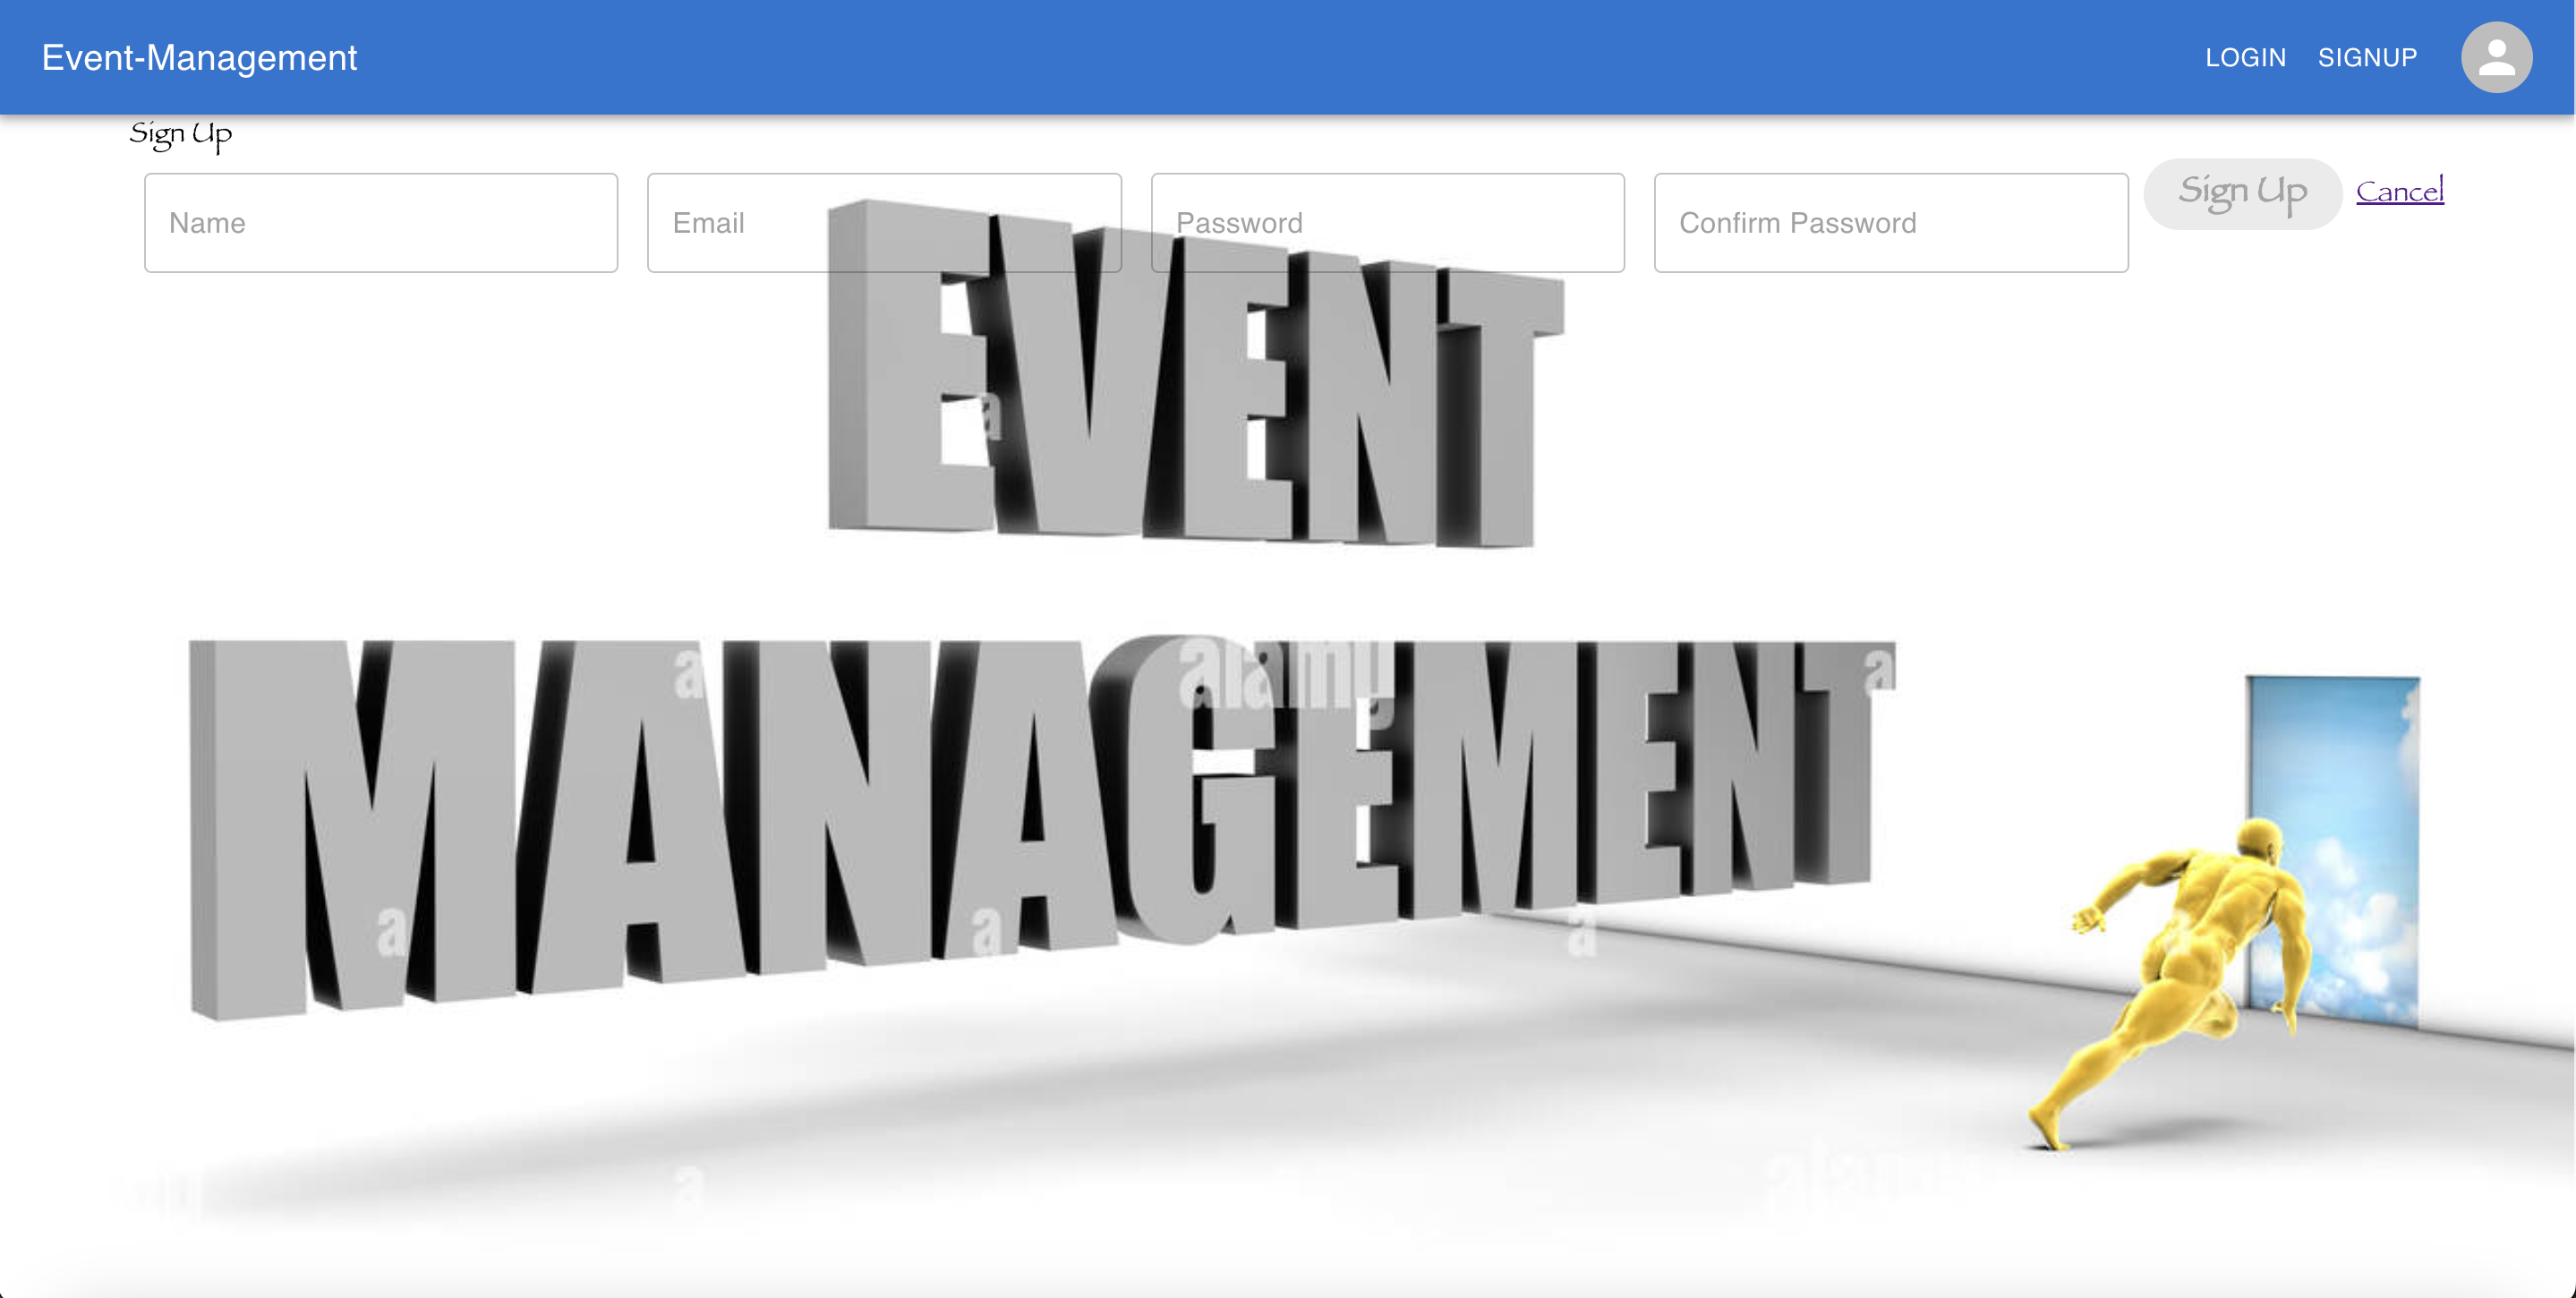 Event-Management
LOGIN SIGNUP
Sign Up
Name Email Password Confirm Password Sign Up Cancel
EVENT
a
MANAGEMENT
a alamy a
a a a
a